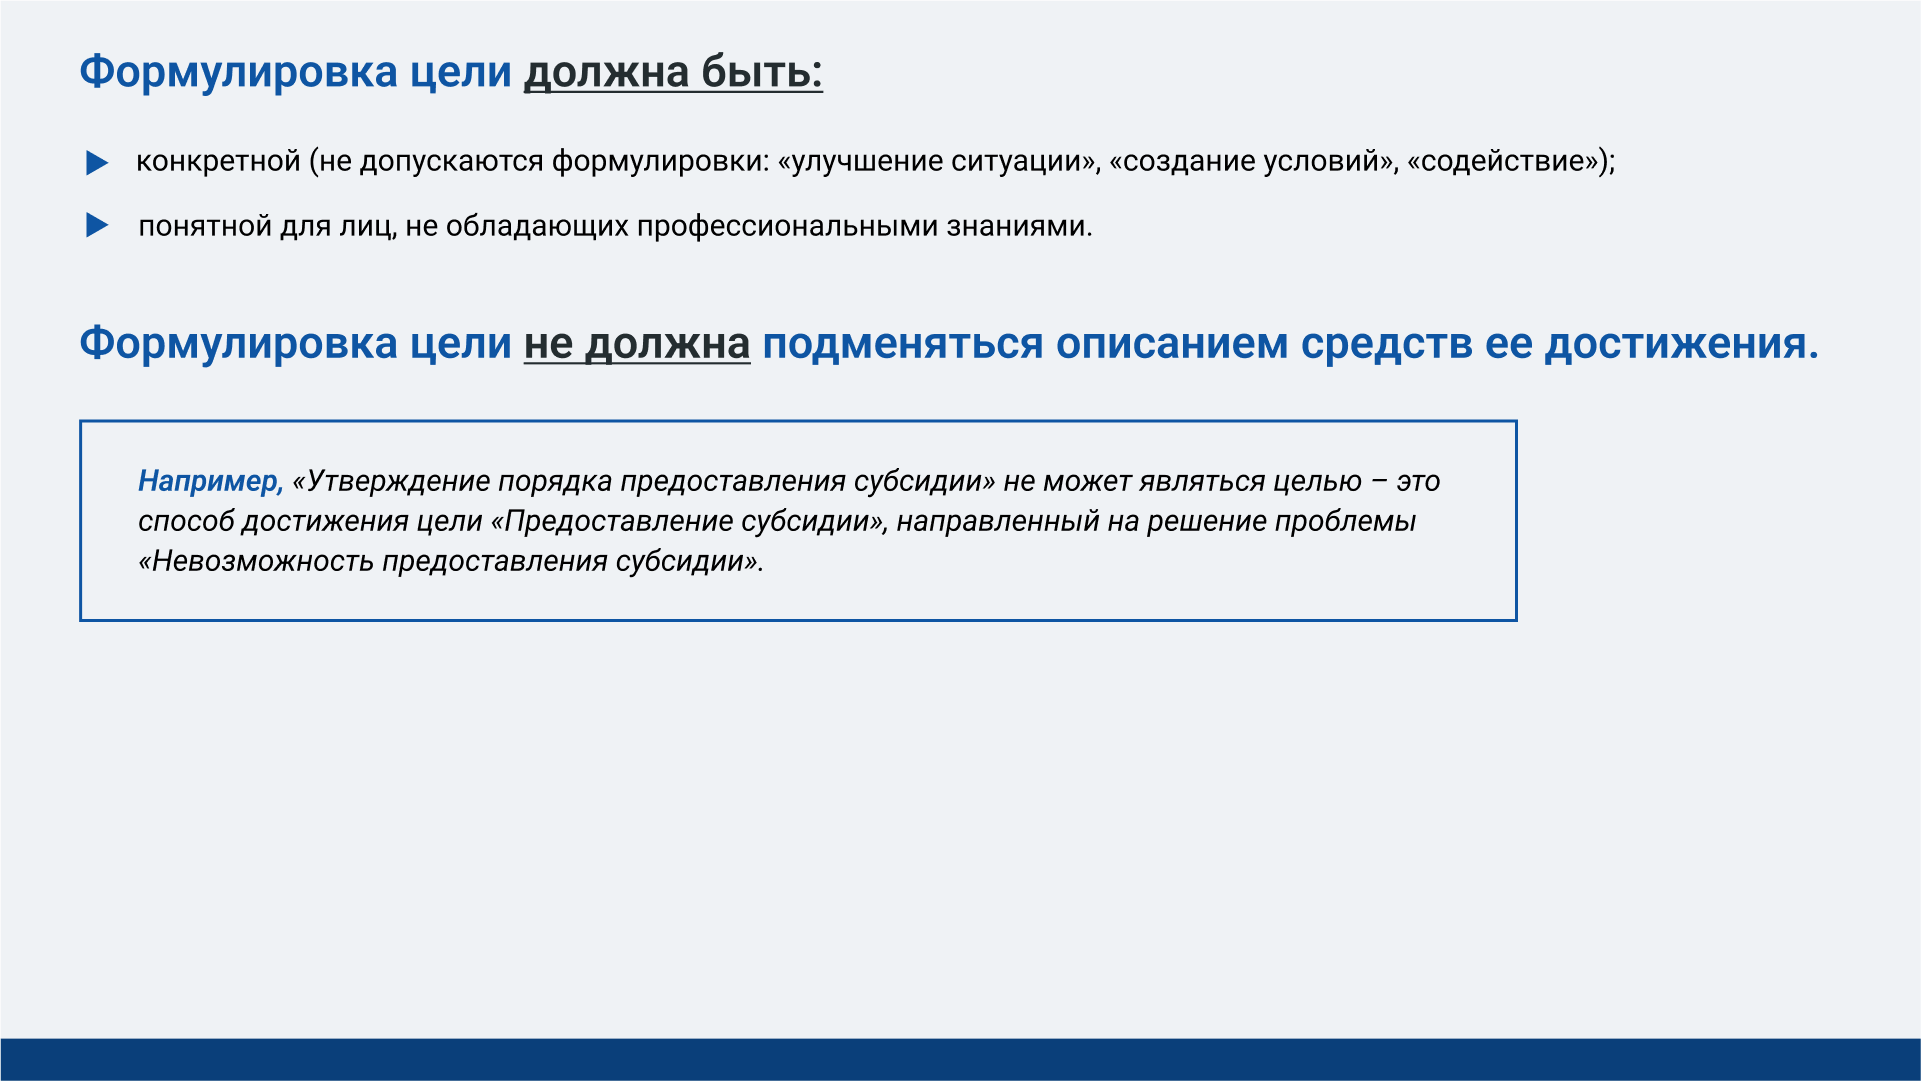 Формулировка цели должна быть:
конкретной (не допускаются формулировки: «улучшение ситуации», «создание условий», «содействие»);
понятной для лиц, не обладающих профессиональными знаниями.
Формулировка цели не должна подменяться описанием средств ее достижения.
Например, «Утверждение порядка предоставления субсидии» не может являться целью – это
способ достижения цели «Предоставление субсидии», направленный на решение проблемы
«Невозможность предоставления субсидии».